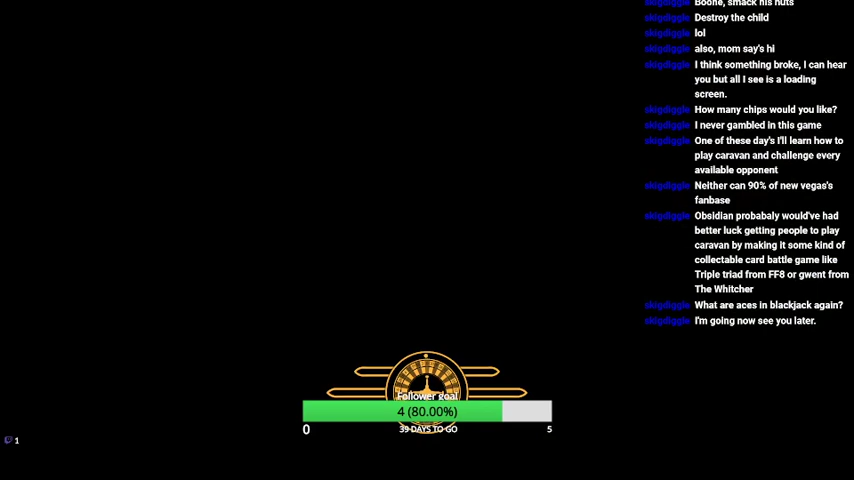 skigdiggle Boone, smack his nuts
skigdiggle Destroy the child
skigdiggle lol
skigdiggle also, mom say's hi
skigdiggle I think something broke, I can hear
you but all I see is a loading
screen.
skigdiggle How many chips would you like?
skigdiggle I never gambled in this game
skigdiggle One of these day's I'll learn how to
play caravan and challenge every
available opponent
skigdiggle Neither can 90% of new vegas's
fanbase
skigdiggle Obsidian probabaly would've had
better luck getting people to play
caravan by making it some kind of
collectable card battle game like
Triple triad from FF8 or gwent from
The Whitcher
skigdiggle What are aces in blackjack again?
skigdiggle I'm going now see you later.
Follower goal
4 (80.00%)
0 39 DAYS TO GO 5
1